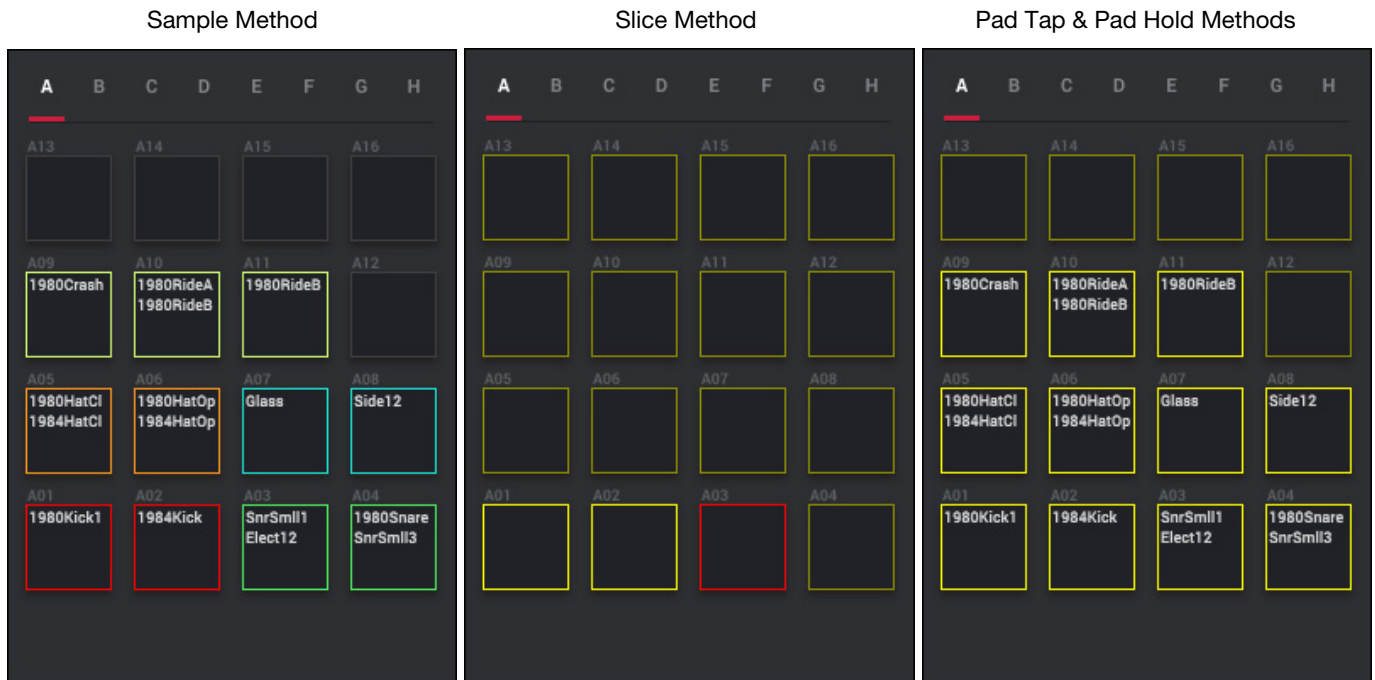 Sample Method
A B C D E F G H
A13 A14 A15 A16
A09 A10 A11 A12
1980Crash 1980RideA 1980RideB
1980RideB
A05 A06 A07 A08
1980HatCl 1980HatOp Glass Side12
1984HatCl 1984HatOp
A01 A02 A03 A04
1980Kick1 1984Kick SnrSmll1 1980Snare
Elect12 SnrSmll3
Slice Method
A B C D E F G H
A13 A14 A15 A16
A09 A10 A11 A12
A05 A06 A07 A08
A01 A02 A03 A04
Pad Tap & Pad Hold Methods
A B C D E F G H
A13 A14 A15 A16
A09 A10 A11 A12
1980Crash 1980RideA 1980RideB
1980RideB
A05 A06 A07 A08
1980HatCl 1980HatOp Glass Side12
1984HatCl 1984HatOp
A01 A02 A03 A04
1980Kick1 1984Kick SnrSmll1 1980Snare
Elect12 SnrSmll3